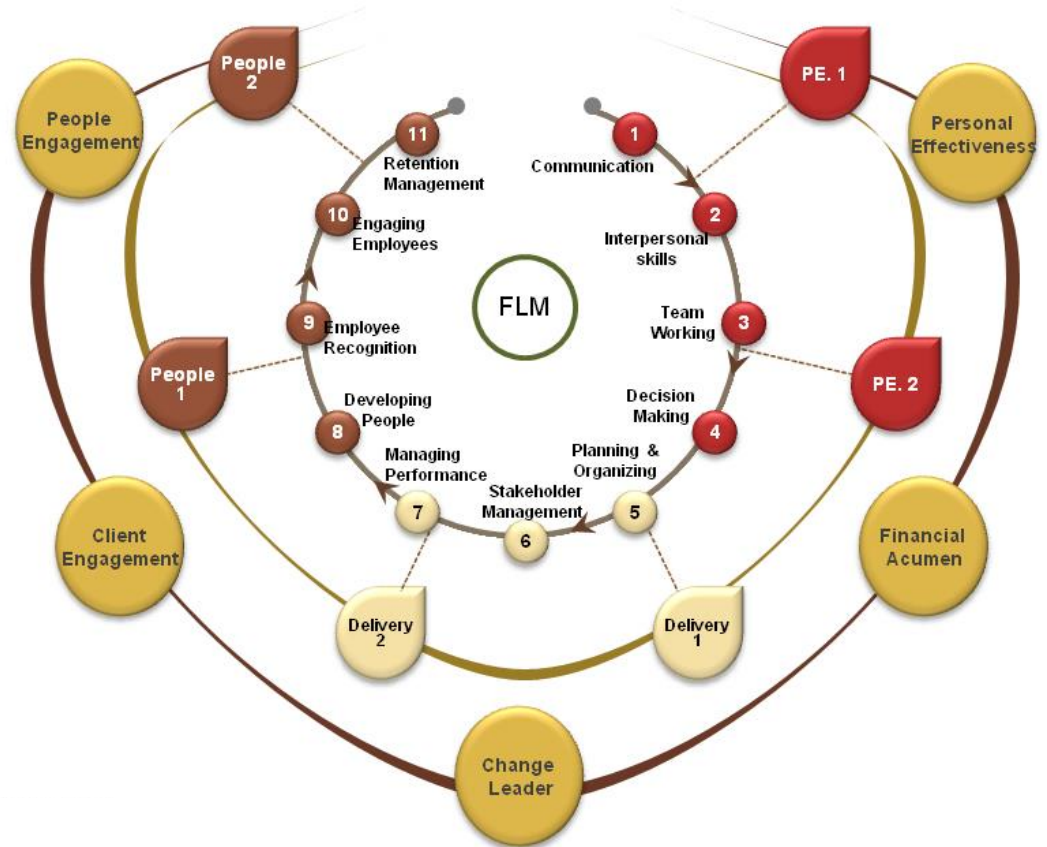 People
2
PE. 1
People
Engagement
Personal
Effectiveness
11
Retention
Management
1
Communication
10
Engaging
Employees
2
Interpersonal
skills
FLM
9
Employee
Recognition
Team
Working
3
People
1
PE. 2
Developing
People
8
Decision
Making
4
Managing
Performance
7
Planning &
Organizing
5
Stakeholder
Management
6
Client
Engagement
Financial
Acumen
Delivery
2
Delivery
1
Change
Leader